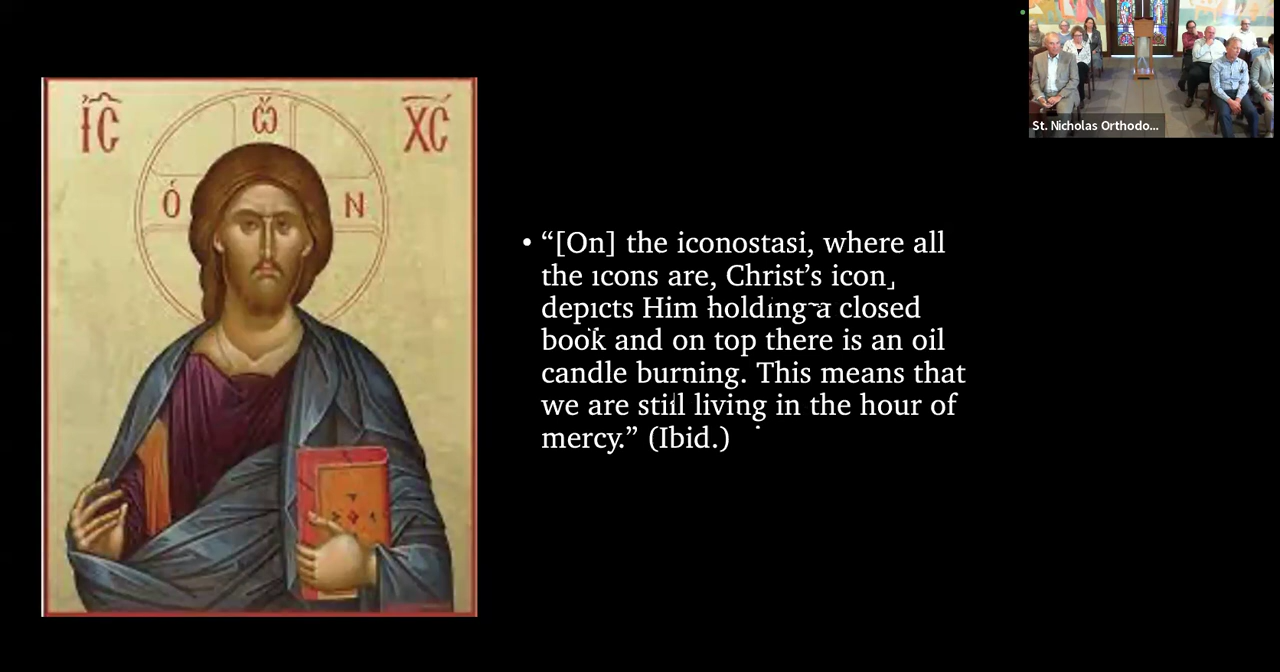 ἸC̑
ὤ
XĆ
Ὁ
N
• “[On] the iconostasi, where all
the icons are, Christ’s icon,
depicts Him holding a closed
book and on top there is an oil
candle burning. This means that
we are still living in the hour of
mercy.” (Ibid.)
St. Nicholas Orthodo...